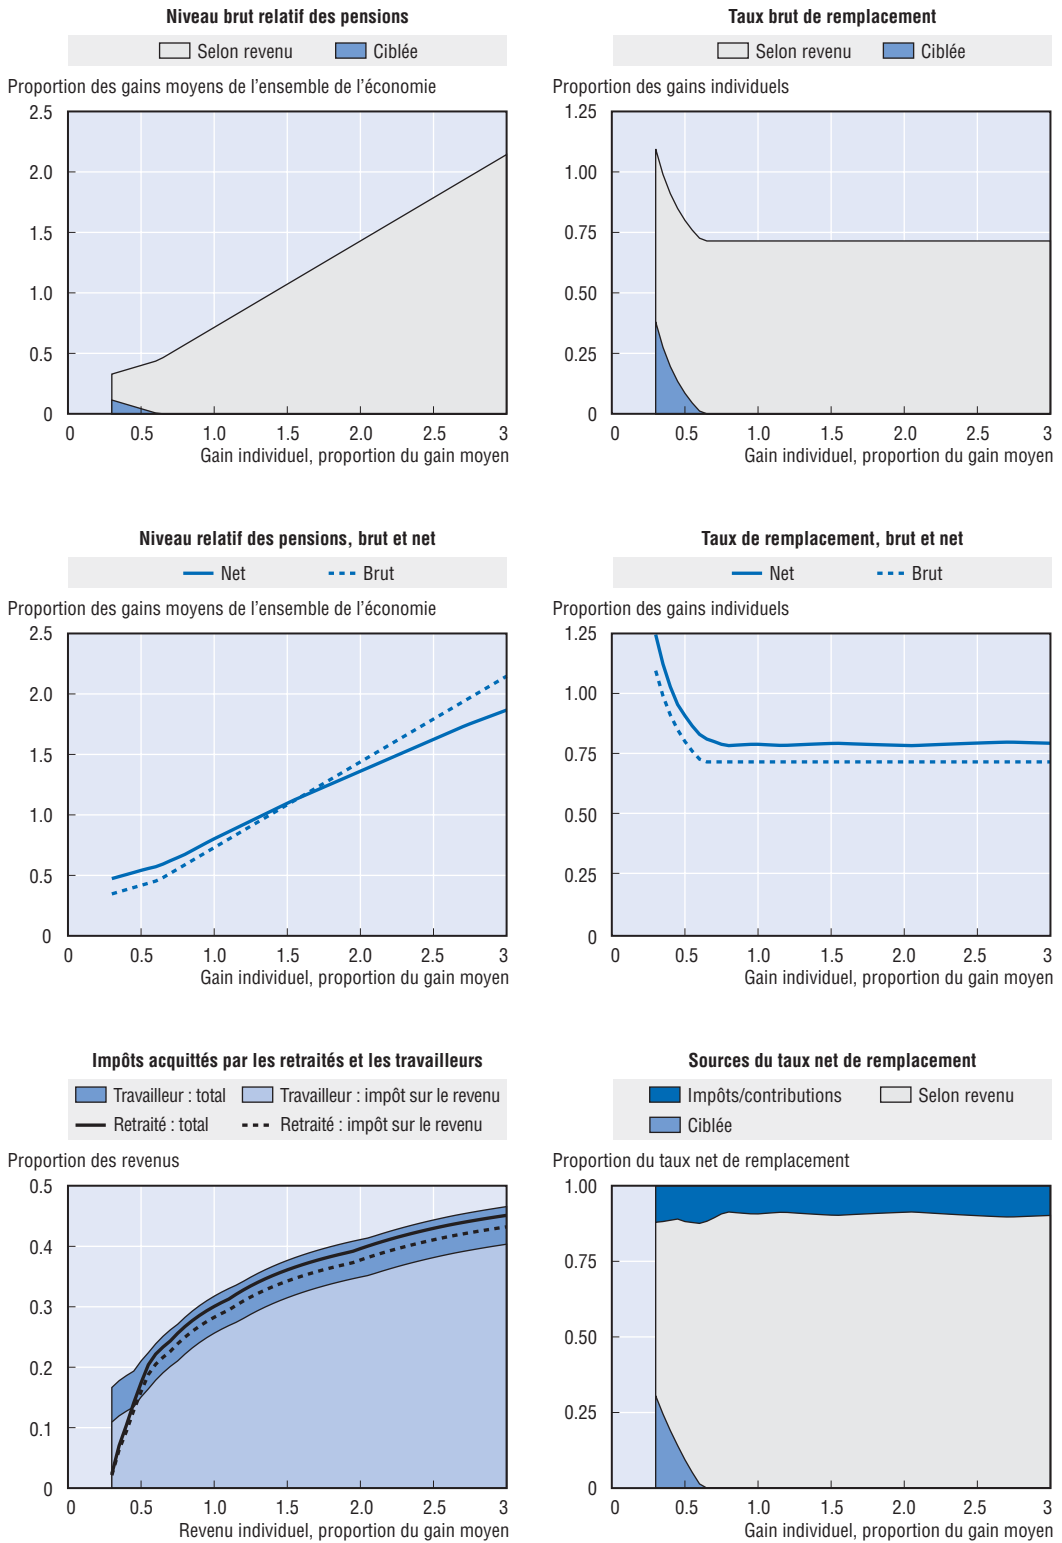 Niveau brut relatif des pensions
Selon revenu Ciblée
Proportion des gains moyens de l'ensemble de l'économie
2.5
2.0
1.5
1.0
0.5
0
0 0.5 1.0 1.5 2.0 2.5 3
Gain individuel, proportion du gain moyen
Taux brut de remplacement
Selon revenu Ciblée
Proportion des gains individuels
1.25
1.00
0.75
0.50
0.25
0
0 0.5 1.0 1.5 2.0 2.5 3
Gain individuel, proportion du gain moyen
Niveau relatif des pensions, brut et net
Net Brut
Proportion des gains moyens de l'ensemble de l'économie
2.5
2.0
1.5
1.0
0.5
0
0 0.5 1.0 1.5 2.0 2.5 3
Gain individuel, proportion du gain moyen
Taux de remplacement, brut et net
Net Brut
Proportion des gains individuels
1.25
1.00
0.75
0.50
0.25
0
0 0.5 1.0 1.5 2.0 2.5 3
Gain individuel, proportion du gain moyen
Impôts acquittés par les retraités et les travailleurs
Travailleur : total Travailleur : impôt sur le revenu
Retraité : total Retraité : impôt sur le revenu
Proportion des revenus
0.5
0.4
0.3
0.2
0.1
0
0 0.5 1.0 1.5 2.0 2.5 3
Revenu individuel, proportion du gain moyen
Sources du taux net de remplacement
Impôts/contributions Selon revenu
Ciblée
Proportion du taux net de remplacement
1.00
0.75
0.50
0.25
0
0 0.5 1.0 1.5 2.0 2.5 3
Gain individuel, proportion du gain moyen